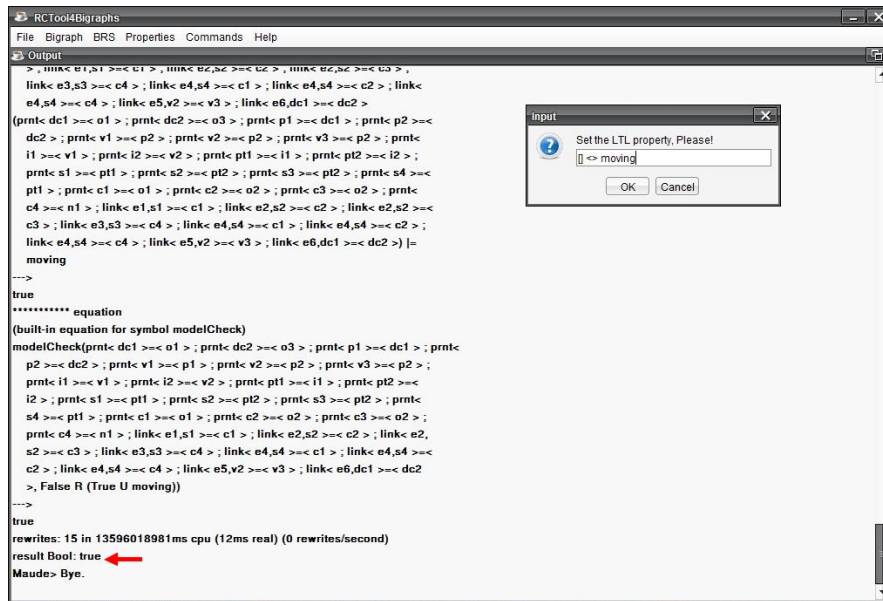 RCTool4Bigraphs
File Bigraph BRS Properties Commands Help
Output
> ; link< e1,s1 >=< c1 > ; link< e2,s2 >=< c2 > ; link< e2,s2 >=< c3 > ;
link< e3,s3 >=< c4 > ; link< e4,s4 >=< c1 > ; link< e4,s4 >=< c2 > ; link<
e4,s4 >=< c4 > ; link< e5,v2 >=< v3 > ; link< e6,dc1 >=< dc2 >
(prnt< dc1 >=< o1 > ; prnt< dc2 >=< o3 > ; prnt< p1 >=< dc1 > ; prnt< p2 >=<
dc2 > ; prnt< v1 >=< p2 > ; prnt< v2 >=< p2 > ; prnt< v3 >=< p2 > ; prnt<
i1 >=< v1 > ; prnt< i2 >=< v2 > ; prnt< pt1 >=< i1 > ; prnt< pt2 >=< i2 > ;
prnt< s1 >=< pt1 > ; prnt< s2 >=< pt2 > ; prnt< s3 >=< pt2 > ; prnt< s4 >=<
pt1 > ; prnt< c1 >=< o1 > ; prnt< c2 >=< o2 > ; prnt< c3 >=< o2 > ; prnt<
c4 >=< n1 > ; link< e1,s1 >=< c1 > ; link< e2,s2 >=< c2 > ; link< e2,s2 >=<
c3 > ; link< e3,s3 >=< c4 > ; link< e4,s4 >=< c1 > ; link< e4,s4 >=< c2 > ;
link< e4,s4 >=< c4 > ; link< e5,v2 >=< v3 > ; link< e6,dc1 >=< dc2 >) |=
moving
--->
true
*********** equation
(built-in equation for symbol modelCheck)
modelCheck(prnt< dc1 >=< o1 > ; prnt< dc2 >=< o3 > ; prnt< p1 >=< dc1 > ; prnt<
p2 >=< dc2 > ; prnt< v1 >=< p1 > ; prnt< v2 >=< p2 > ; prnt< v3 >=< p2 > ;
prnt< i1 >=< v1 > ; prnt< i2 >=< v2 > ; prnt< pt1 >=< i1 > ; prnt< pt2 >=<
i2 > ; prnt< s1 >=< pt1 > ; prnt< s2 >=< pt2 > ; prnt< s3 >=< pt2 > ; prnt<
s4 >=< pt1 > ; prnt< c1 >=< o1 > ; prnt< c2 >=< o2 > ; prnt< c3 >=< o2 > ;
prnt< c4 >=< n1 > ; link< e1,s1 >=< c1 > ; link< e2,s2 >=< c2 > ; link< e2,
s2 >=< c3 > ; link< e3,s3 >=< c4 > ; link< e4,s4 >=< c1 > ; link< e4,s4 >=<
c2 > ; link< e4,s4 >=< c4 > ; link< e5,v2 >=< v3 > ; link< e6,dc1 >=< dc2
>, False R (True U moving))
--->
true
rewrites: 15 in 13596018981ms cpu (12ms real) (0 rewrites/second)
result Bool: true
Maude> Bye.
Input
Set the LTL property, Please!
[] <> moving
OK Cancel